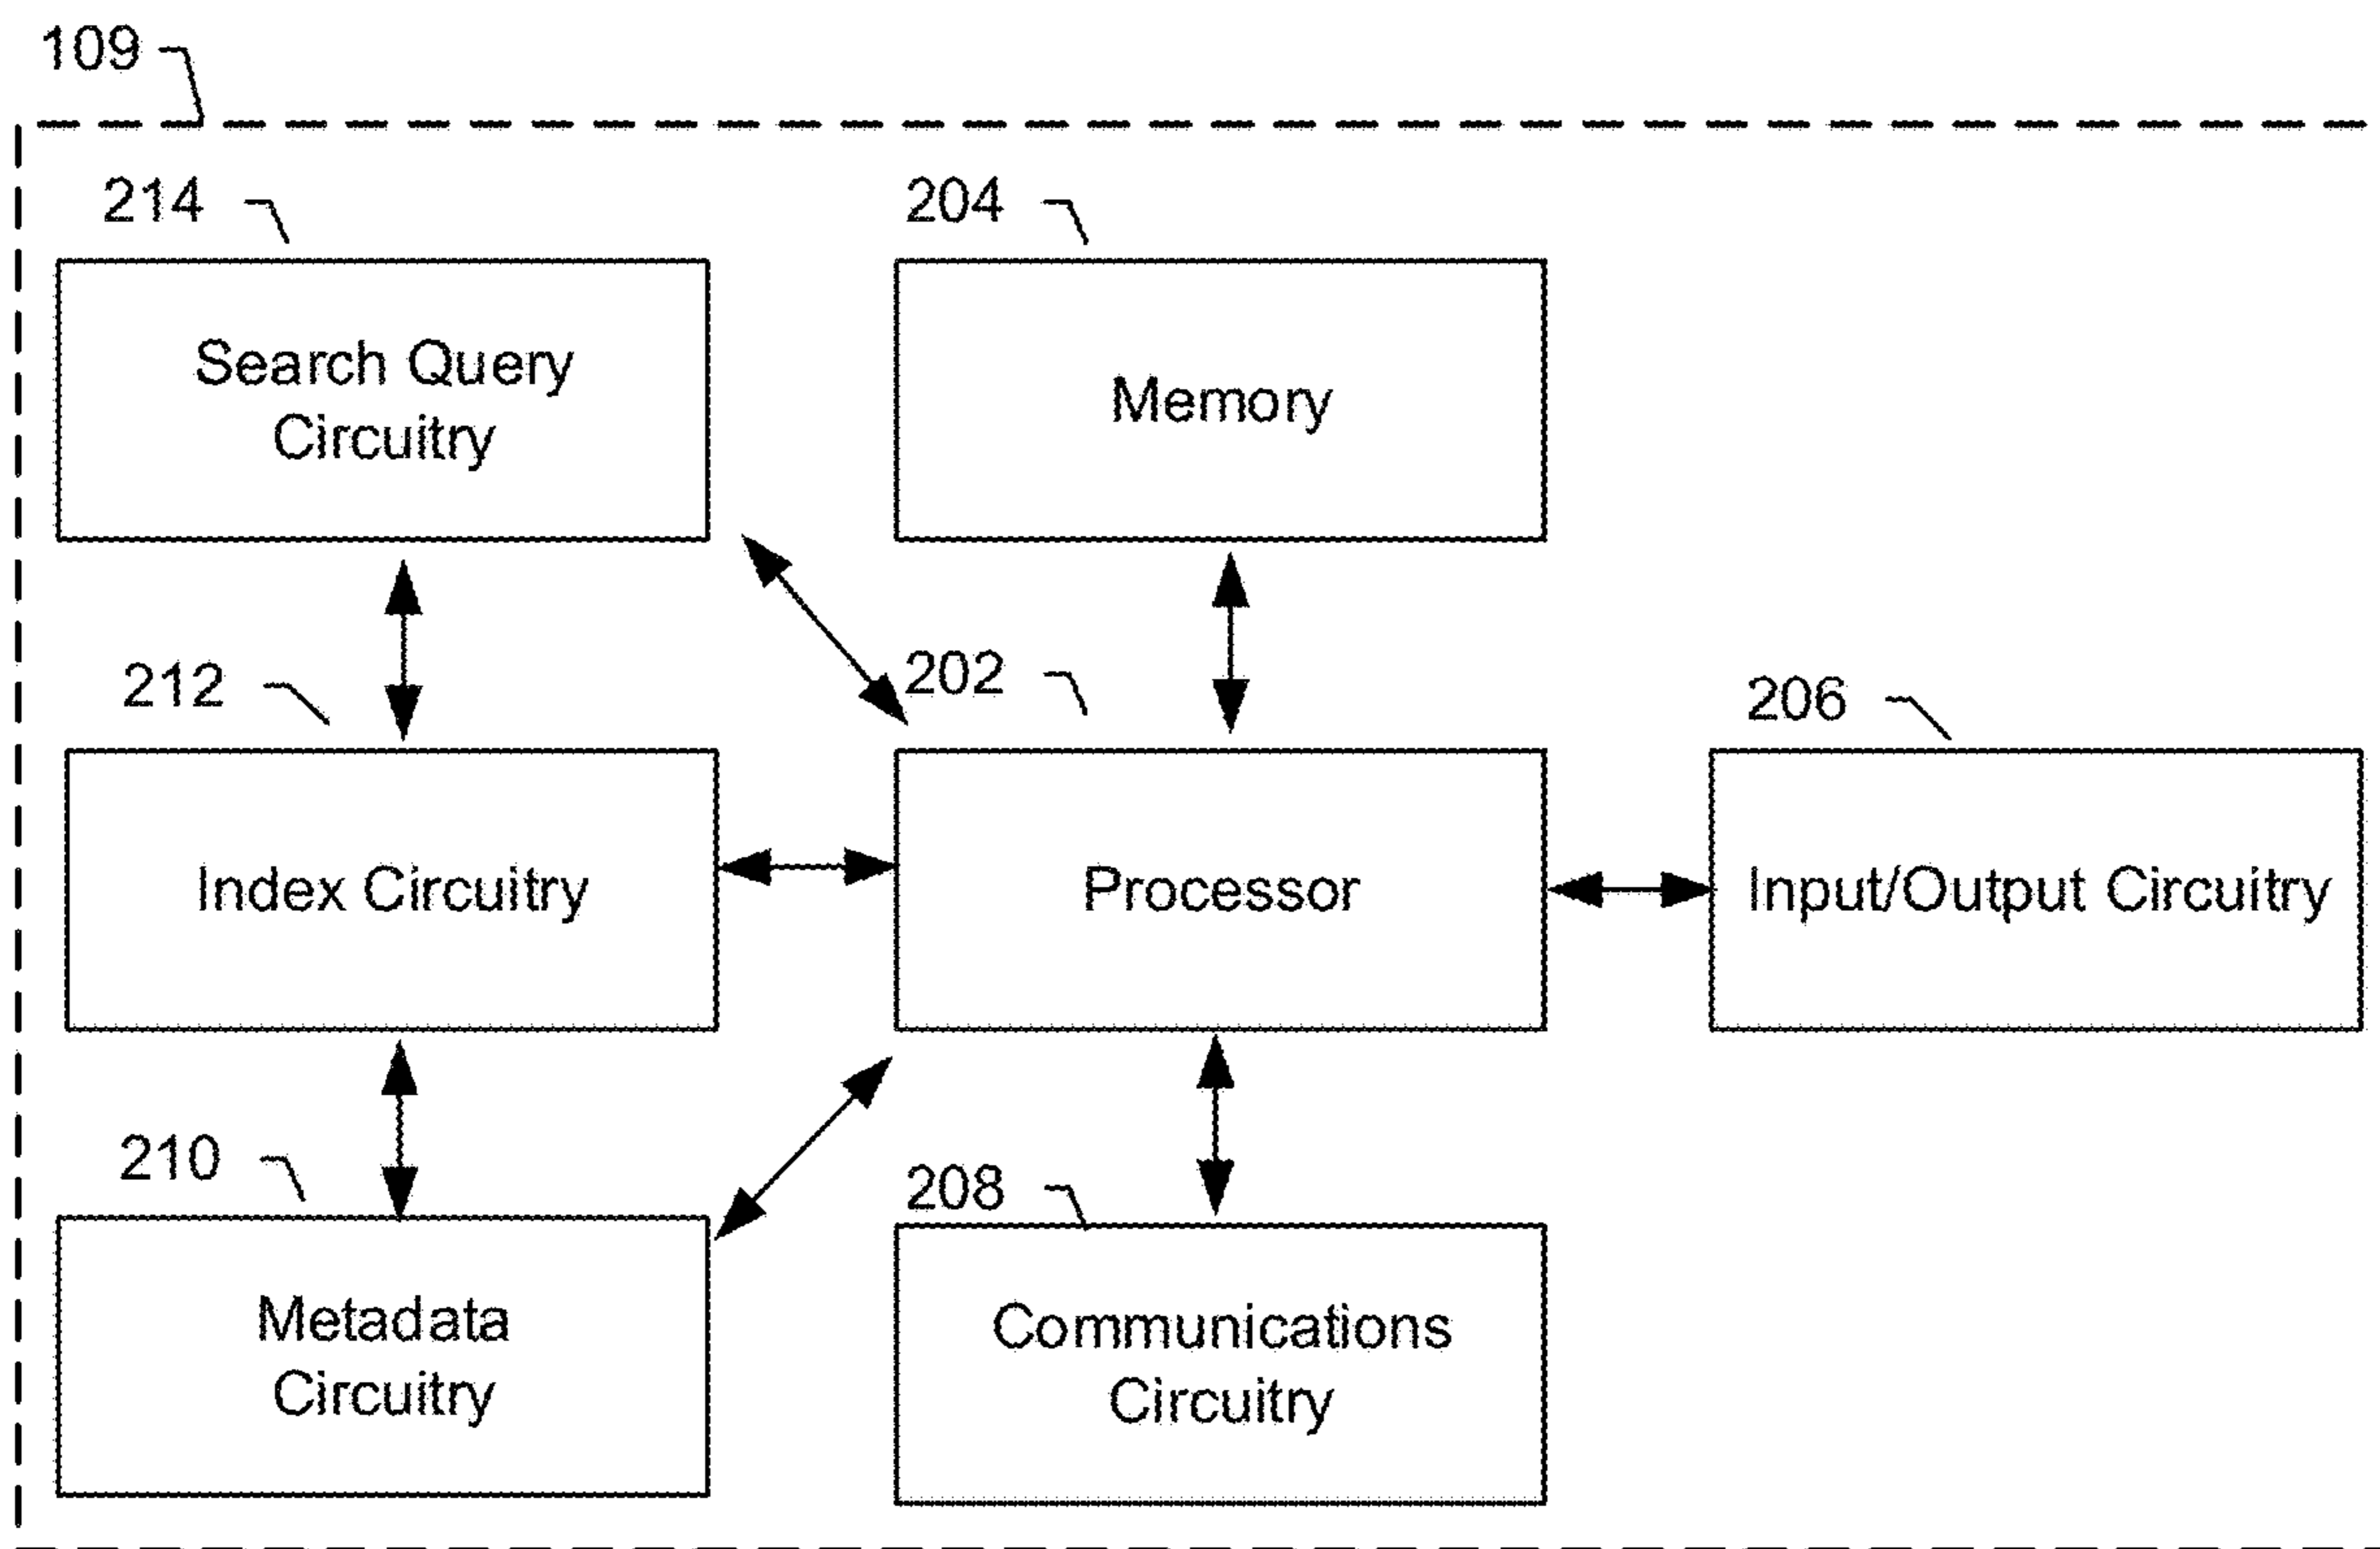 109
214
204
Search Query
Circuitry
Memory
212
202
206
Index Circuitry
Processor
Input/Output Circuitry
210
208
Metadata
Circuitry
Communications
Circuitry